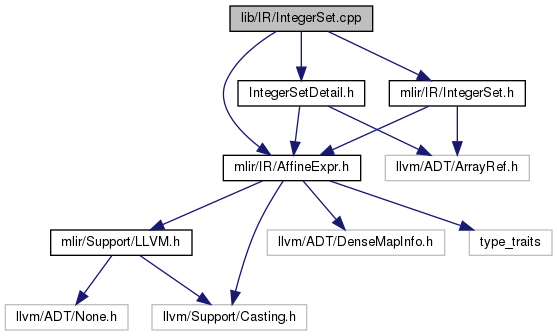 lib/IR/IntegerSet.cpp
IntegerSetDetail.h
mlir/IR/IntegerSet.h
mlir/IR/AffineExpr.h
llvm/ADT/ArrayRef.h
mlir/Support/LLVM.h
llvm/ADT/DenseMapInfo.h
type_traits
llvm/ADT/None.h
llvm/Support/Casting.h